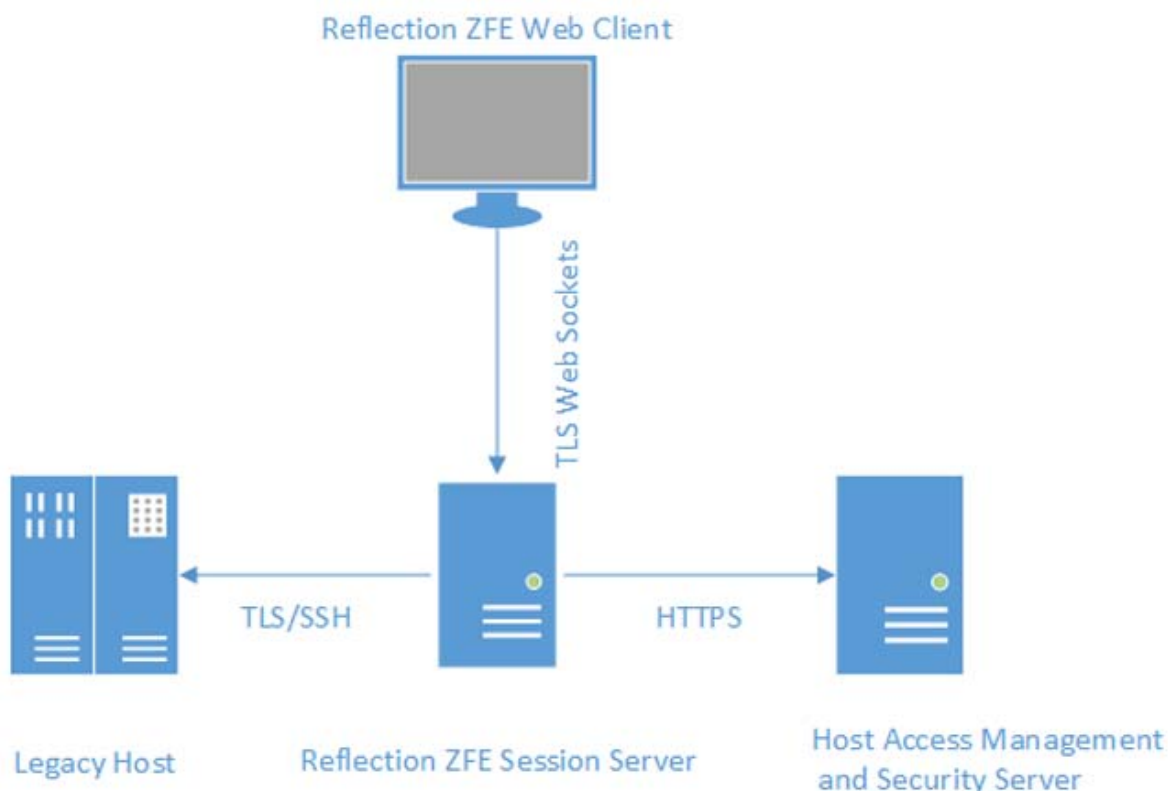 Reflection ZFE Web Client
TLS Web Sockets
TLS/SSH
HTTPS
Legacy Host
Reflection ZFE Session Server
Host Access Management
and Security Server